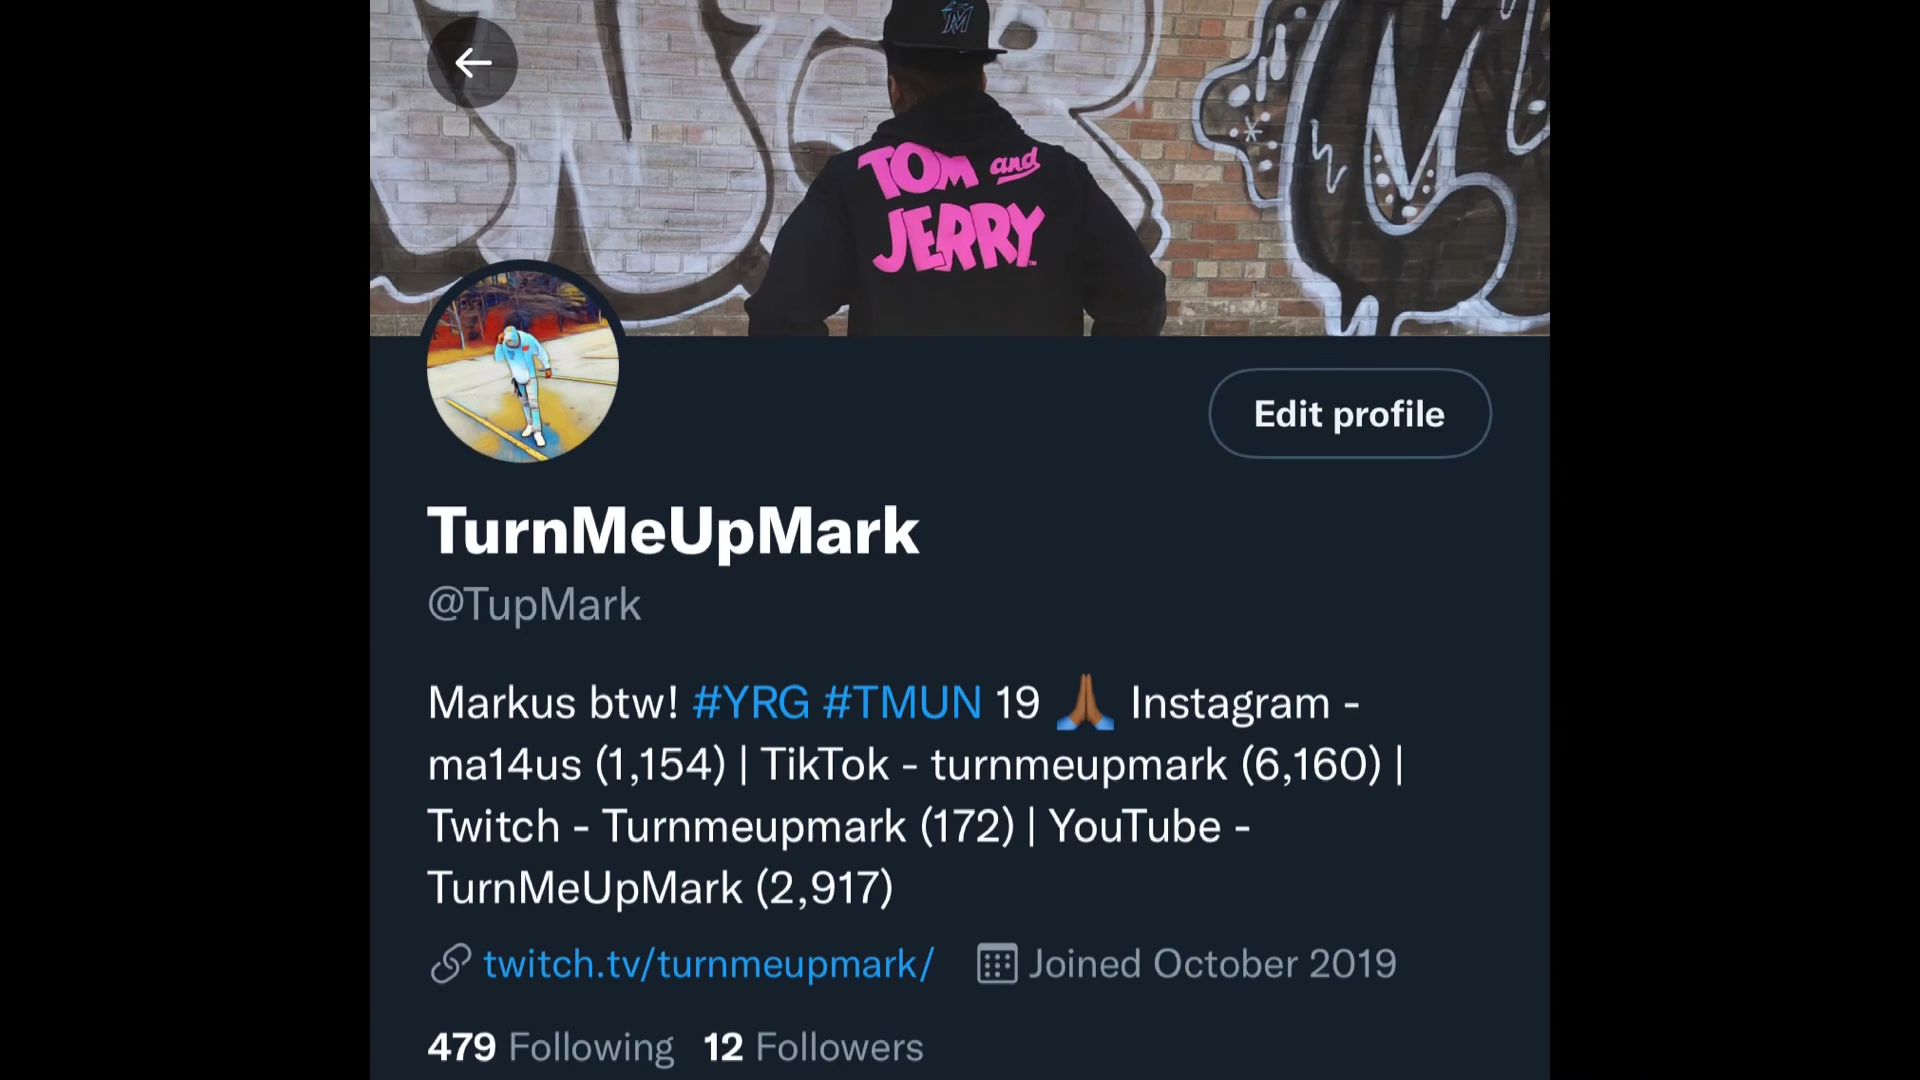 TOM and
JERRY
Edit profile
TurnMeUpMark
@TupMark
Markus btw! #YRG #TMUN 19 🙏🏾 Instagram -
ma14us (1,154) | TikTok - turnmeupmark (6,160) |
Twitch - Turnmeupmark (172) | YouTube -
TurnMeUpMark (2,917)
twitch.tv/turnmeupmark/ Joined October 2019
479 Following 12 Followers